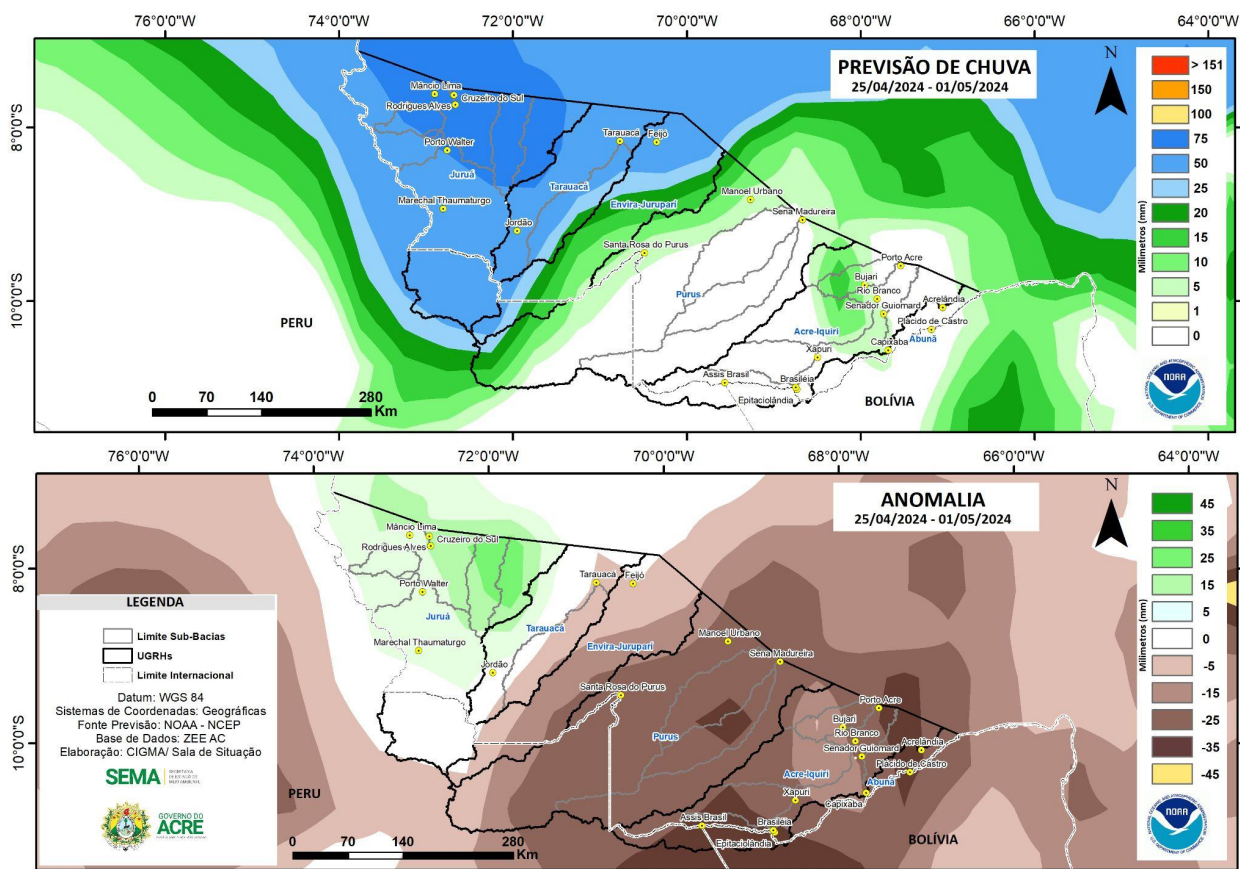 76°0'0"W 74°0'0"W 72°0'0"W 70°0'0"W 68°0'0"W 66°0'0"W 64°0'0"W
PREVISÃO DE CHUVA
25/04/2024 - 01/05/2024
N
> 151
150
100
75
50
25
20
15
10
5
1
0
Milímetros (mm)
NOAA
8°0'0"S
10°0'0"S
Mâncio Lima
Cruzeiro do Sul
Rodrigues Alves
Porto Walter
Juruá
Marechal Thaumaturgo
Tarauacá
Feijó
Tarauacá
Jordão
Envira-Jurupari
Manoel Urbano
Sena Madureira
Santa Rosa do Purus
Purus
Porto Acre
Bujari
Rio Branco
Senador Guiomard
Acrelândia
Plácido de Castro
Abunã
Acre-Iquiri
Capixaba
Xapuri
Assis Brasil
Brasiléia
Epitaciolândia
PERU
BOLÍVIA
0 70 140 280
Km
76°0'0"W 74°0'0"W 72°0'0"W 70°0'0"W 68°0'0"W 66°0'0"W 64°0'0"W
ANOMALIA
25/04/2024 - 01/05/2024
N
45
35
25
15
5
0
-5
-15
-25
-35
-45
Milímetros (mm)
NOAA
8°0'0"S
10°0'0"S
Mâncio Lima
Cruzeiro do Sul
Rodrigues Alves
Porto Walter
Juruá
Marechal Thaumaturgo
Tarauacá
Feijó
Tarauacá
Jordão
Envira-Jurupari
Manoel Urbano
Sena Madureira
Santa Rosa do Purus
Purus
Porto Acre
Bujari
Rio Branco
Senador Guiomard
Acrelândia
Plácido de Castro
Abunã
Acre-Iquiri
Capixaba
Xapuri
Assis Brasil
Brasiléia
Epitaciolândia
PERU
BOLÍVIA
0 70 140 280
Km
LEGENDA
Limite Sub-Bacias
UGRHs
Limite Internacional
Datum: WGS 84
Sistemas de Coordenadas: Geográficas
Fonte Previsão: NOAA - NCEP
Base de Dados: ZEE AC
Elaboração: CIGMA/ Sala de Situação
SEMA
GOVERNO DO
ACRE